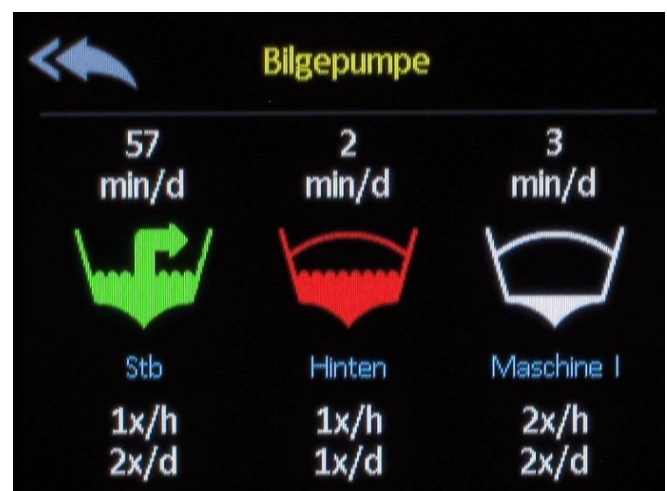 Bilgepumpe
57 2 3
min/d min/d min/d
Stb Hinten Maschine I
1x/h 1x/h 2x/h
2x/d 1x/d 2x/d